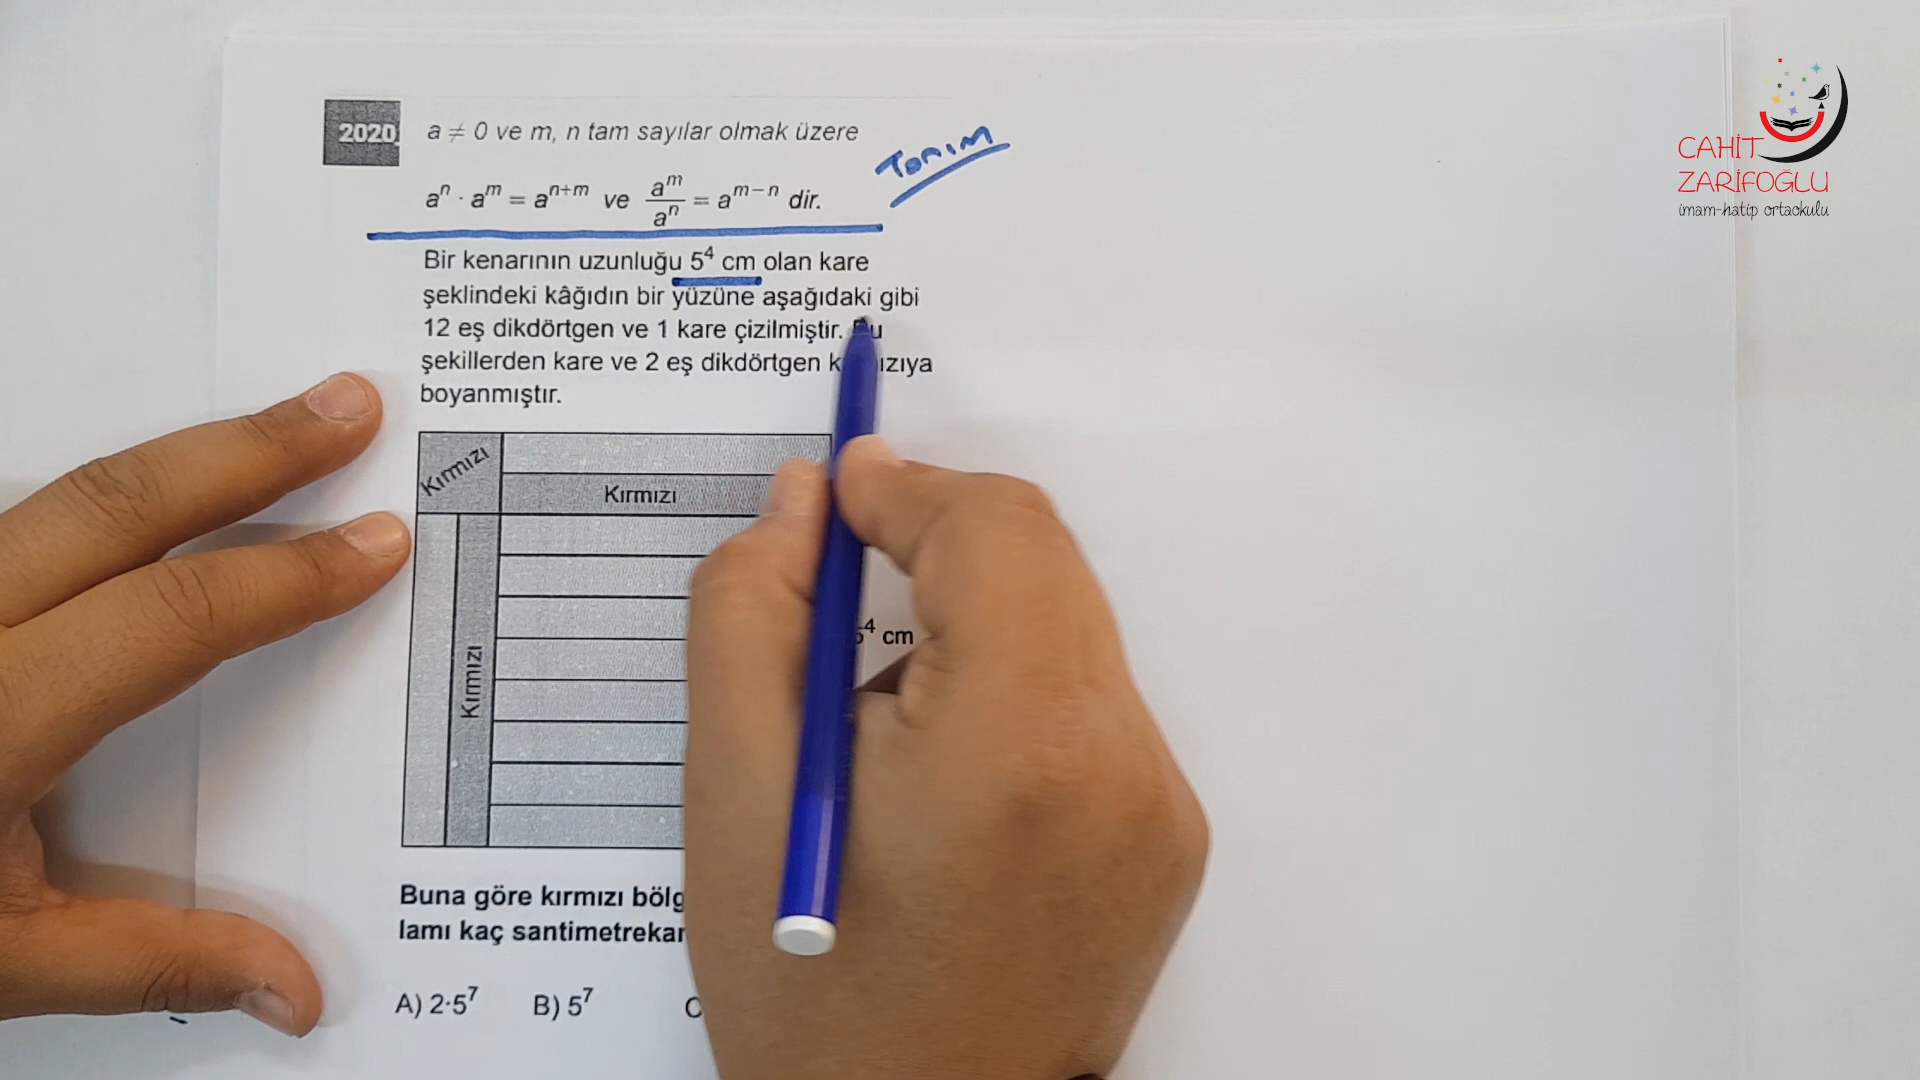 2020
a ≠ 0 ve m, n tam sayılar olmak üzere
Tanım
aⁿ · aᵐ = aⁿ⁺ᵐ ve aᵐ/aⁿ = aᵐ⁻ⁿ dir.
Bir kenarının uzunluğu 5⁴ cm olan kare
şeklindeki kâğıdın bir yüzüne aşağıdaki gibi
12 eş dikdörtgen ve 1 kare çizilmiştir.
şekillerden kare ve 2 eş dikdörtgen
boyanmıştır.
Kırmızı
Kırmızı
Kırmızı
⁴ cm
Buna göre kırmızı
lamı kaç
A) 2·5⁷ B) 5⁷ C
CAHİT
ZARİFOĞLU
imam-hatip ortaokulu